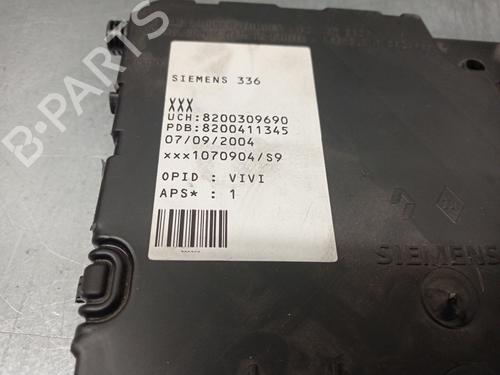 SIEMENS 336
XXX
UCH:8200309690
PDB:8200411345
07/09/2004
xxx1070904/S9
OPID : VIVI
APS* : 1
SIEMENS
B-PARTS